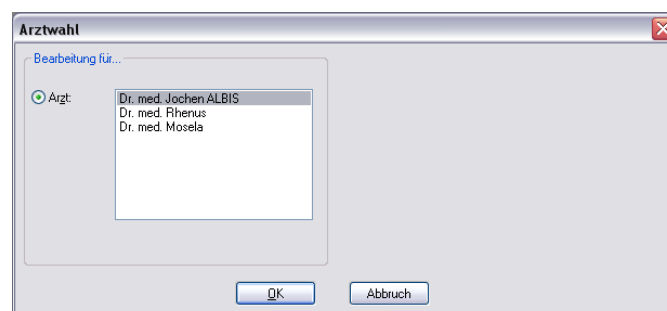 Arztwahl
Bearbeitung für...
Arzt:
Dr. med. Jochen ALBIS
Dr. med. Rhenus
Dr. med. Mosela
OK
Abbruch